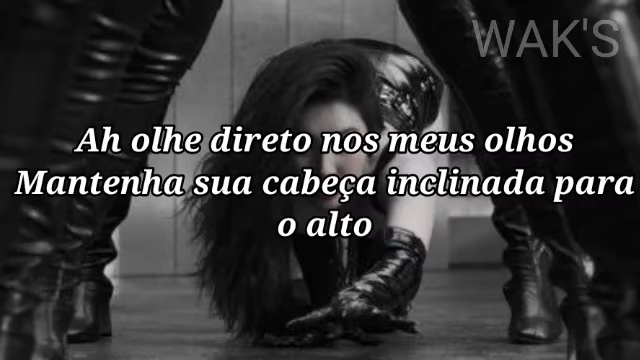 WAK'S
Ah olhe direto nos meus olhos
Mantenha sua cabeça inclinada para
o alto